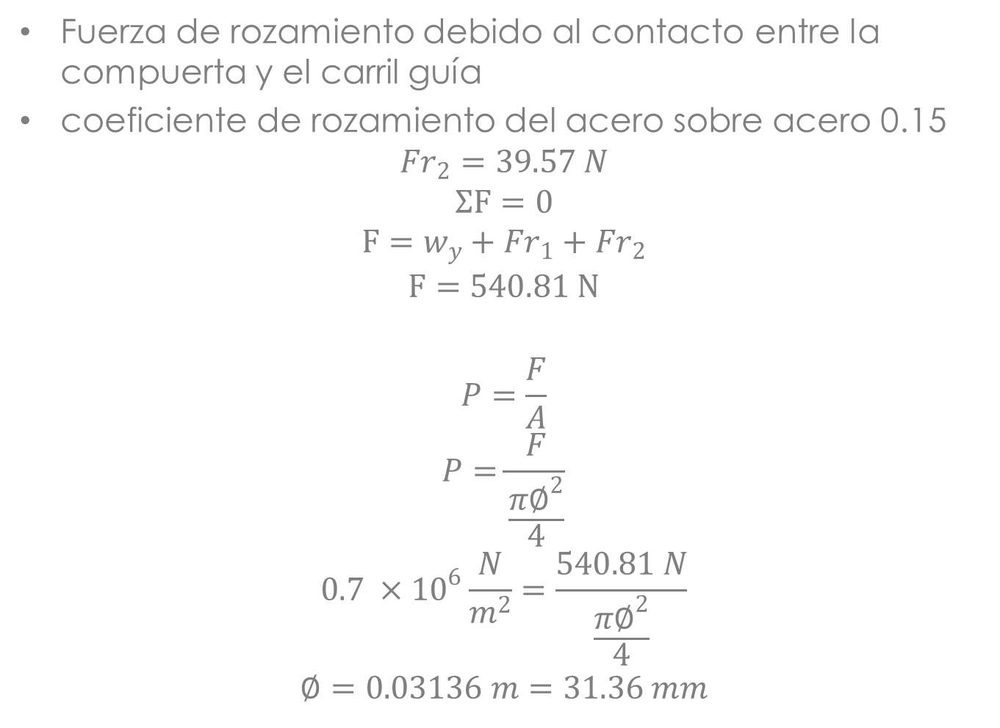 • Fuerza de rozamiento debido al contacto entre la
compuerta y el carril guía
• coeficiente de rozamiento del acero sobre acero 0.15
Fr₂ = 39.57 N
ΣF = 0
F = w_y + Fr₁ + Fr₂
F = 540.81 N
P = F/A
P = F/(π∅²/4)
0.7 × 10⁶ N/m² = 540.81 N/(π∅²/4)
∅ = 0.03136 m = 31.36 mm